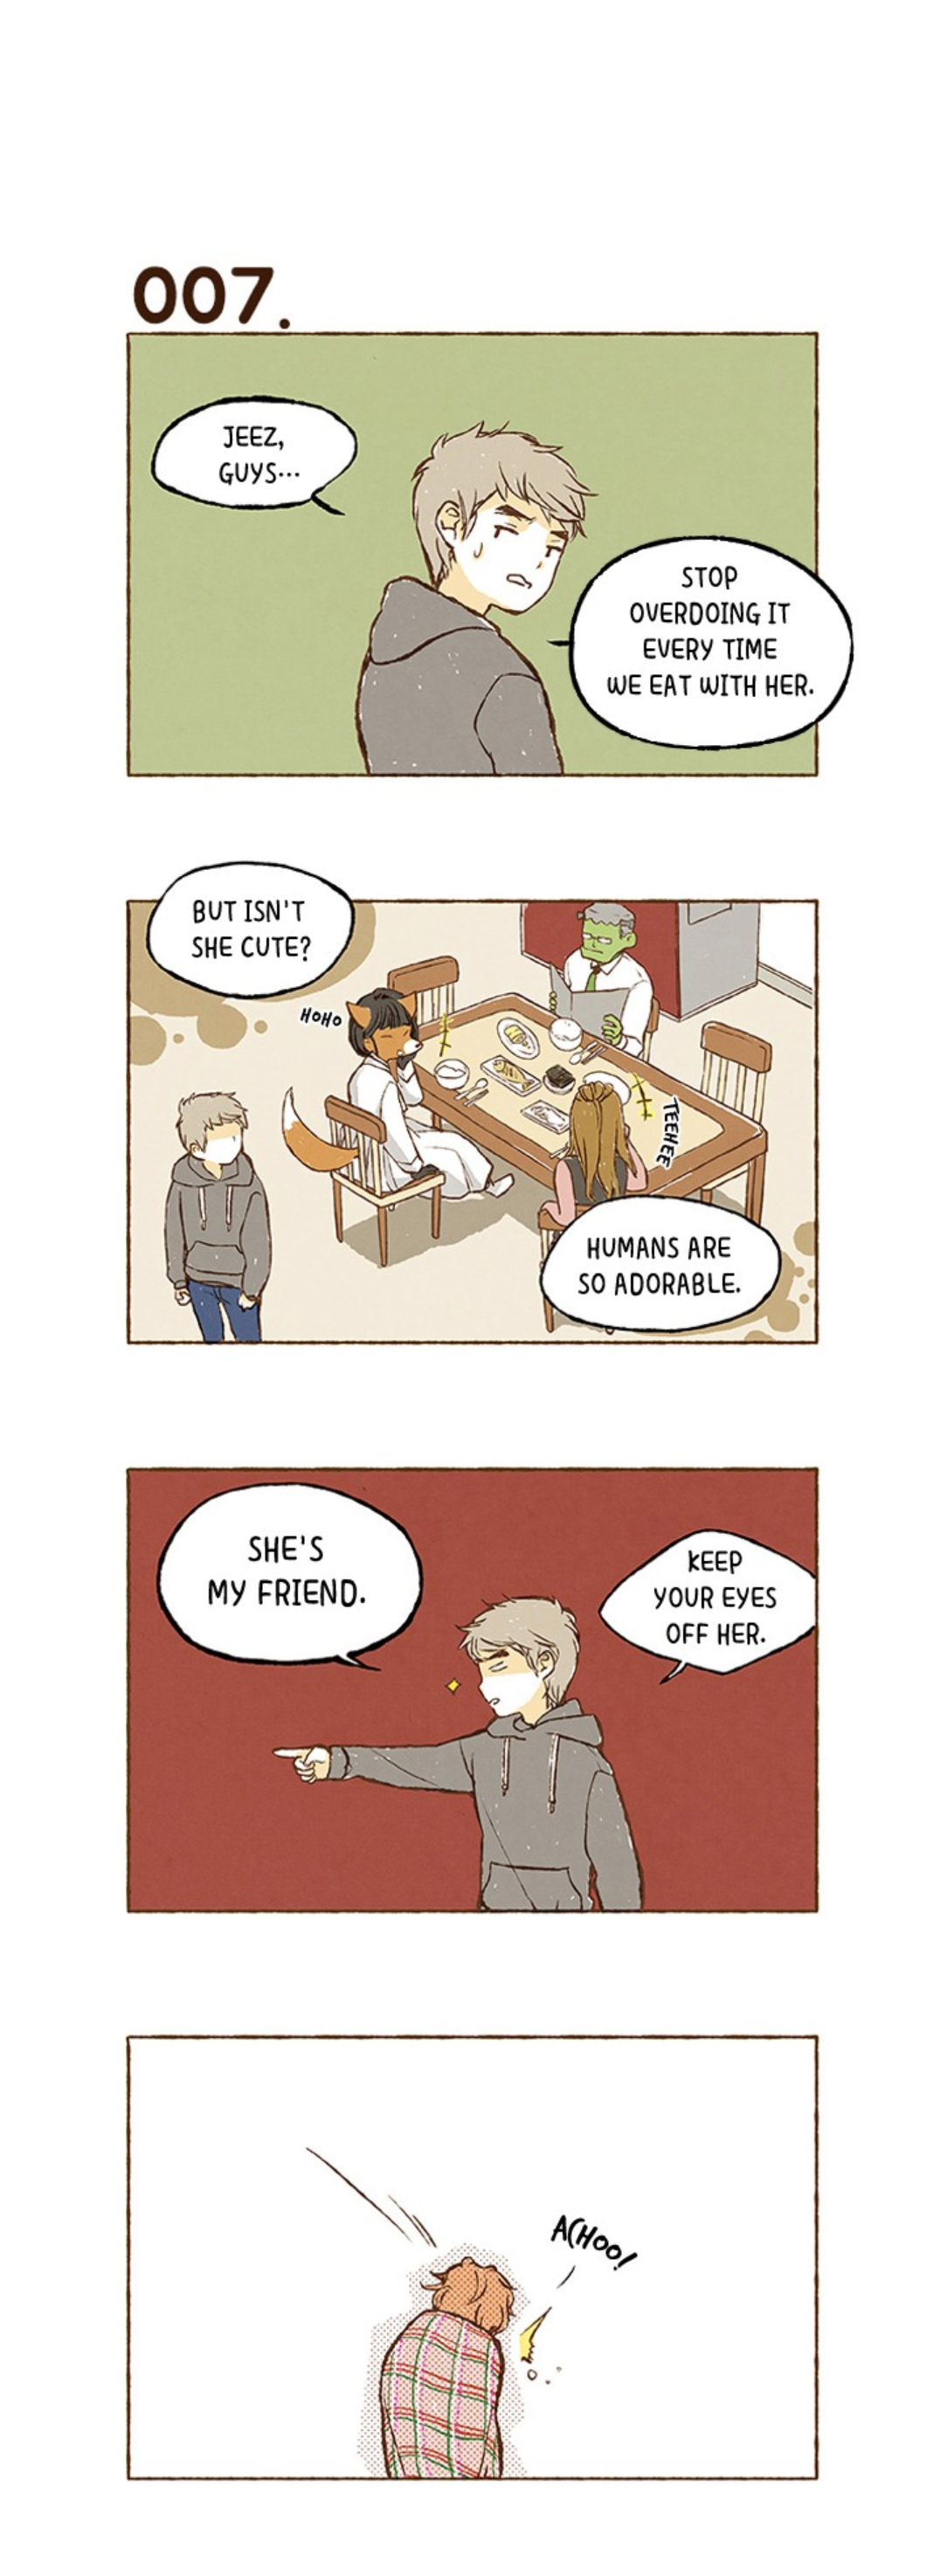 007.
JEEZ,
GUYS...
STOP
OVERDOING IT
EVERY TIME
WE EAT WITH HER.
BUT ISN'T
SHE CUTE?
HOHO
TEEHEE
HUMANS ARE
SO ADORABLE.
SHE'S
MY FRIEND.
KEEP
YOUR EYES
OFF HER.
ACHOO!